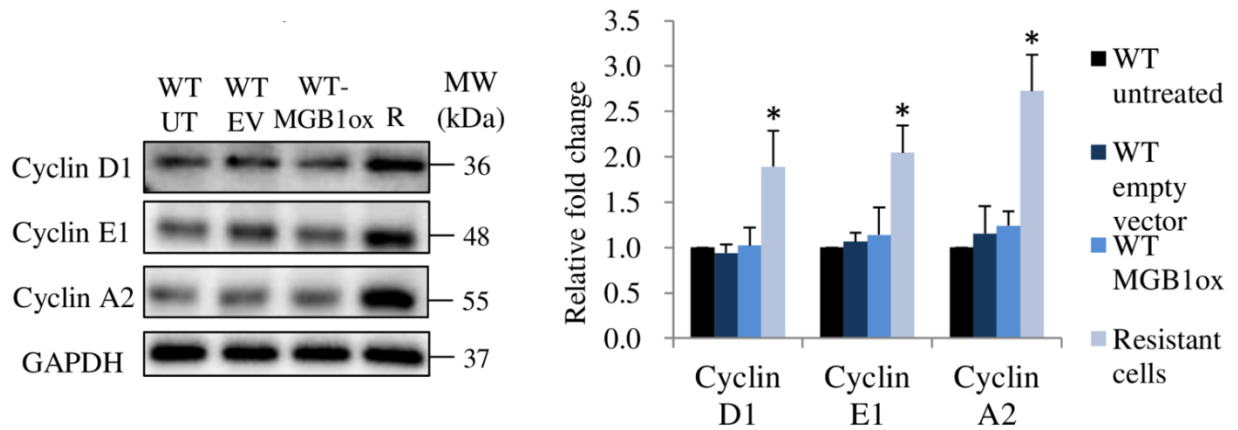 WT UT
WT EV
WT-MGB1ox
R
MW (kDa)
Cyclin D1
36
Cyclin E1
48
Cyclin A2
55
GAPDH
37
Relative fold change
3.5
3.0
2.5
2.0
1.5
1.0
0.5
0.0
*
*
*
Cyclin
D1
Cyclin
E1
Cyclin
A2
WT
untreated
WT
empty
vector
WT
MGB1ox
Resistant
cells